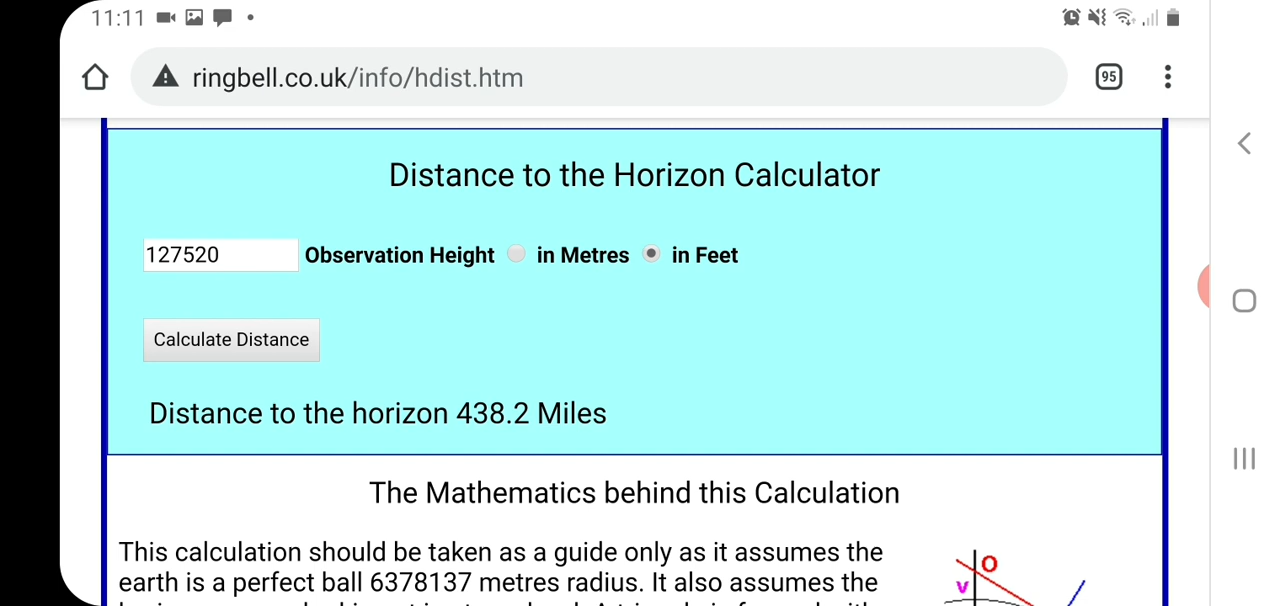 11:11
ringbell.co.uk/info/hdist.htm
95
Distance to the Horizon Calculator
127520 Observation Height in Metres in Feet
Calculate Distance
Distance to the horizon 438.2 Miles
The Mathematics behind this Calculation
This calculation should be taken as a guide only as it assumes the
earth is a perfect ball 6378137 metres radius. It also assumes the
O
V